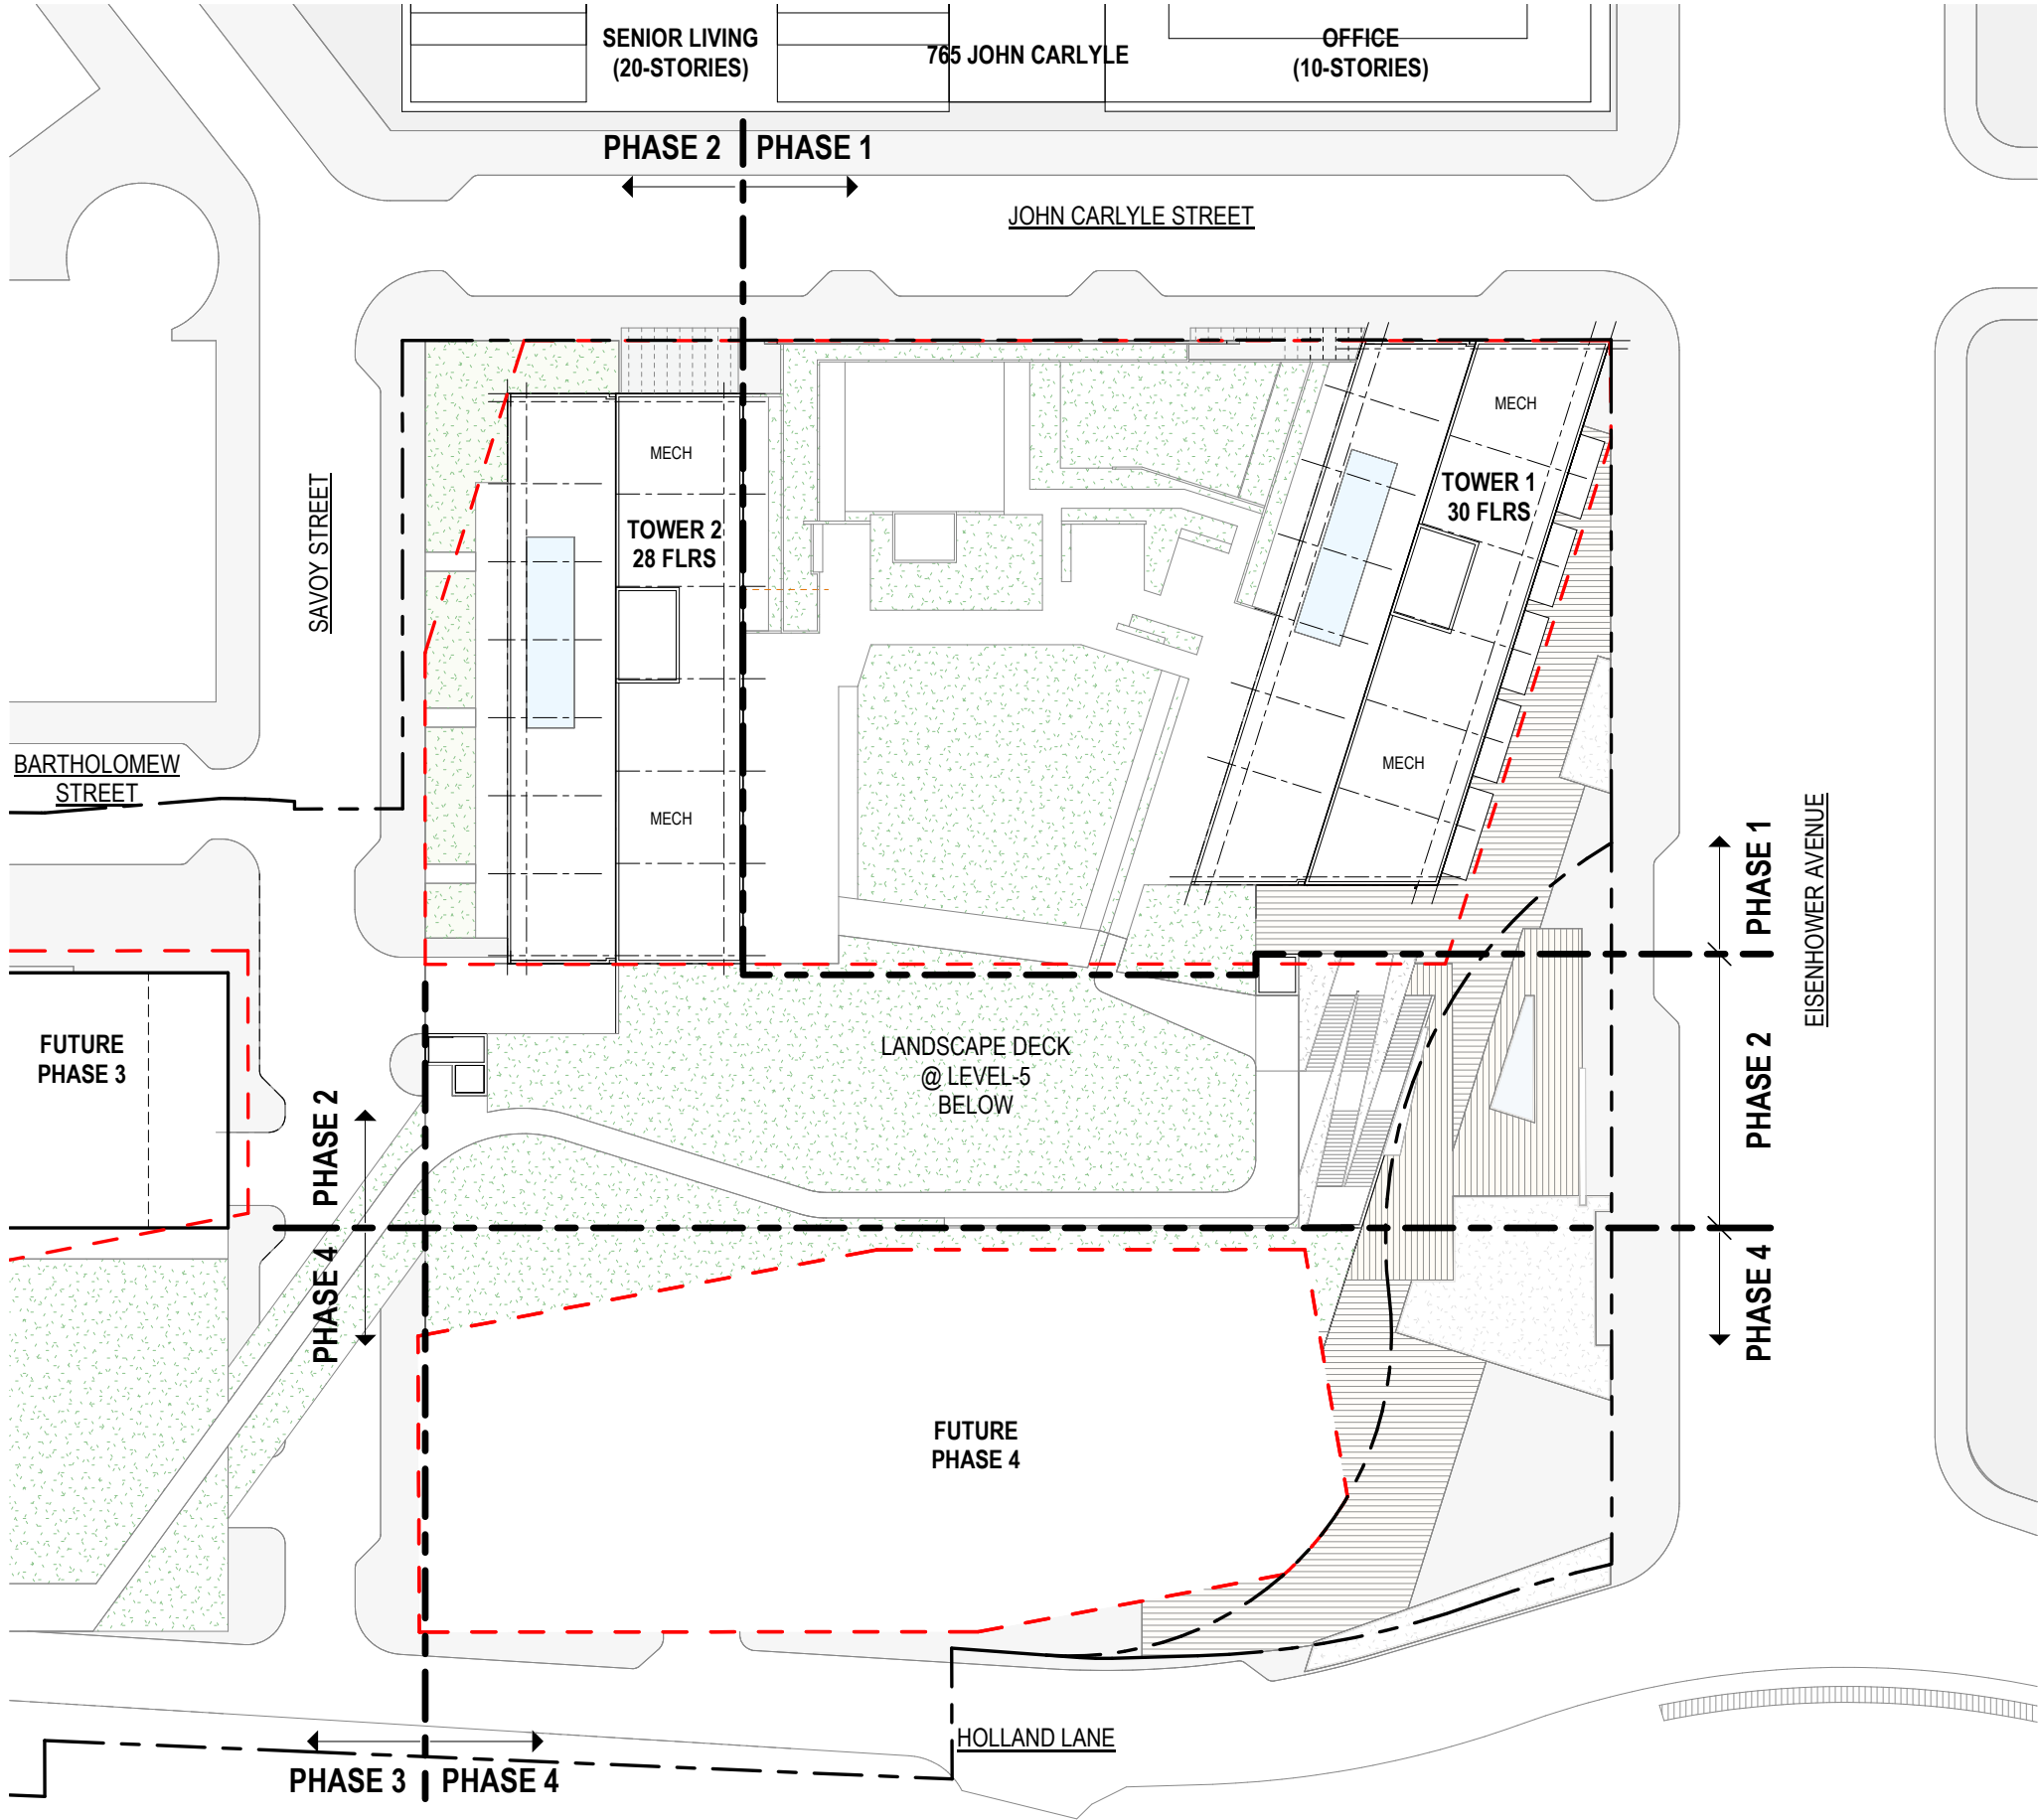 SENIOR LIVING
(20-STORIES)
765 JOHN CARLYLE
OFFICE
(10-STORIES)
PHASE 2
PHASE 1
JOHN CARLYLE STREET
MECH
MECH
TOWER 1
30 FLRS
TOWER 2
28 FLRS
SAVOY STREET
BARTHOLOMEW
STREET
MECH
MECH
EISENHOWER AVENUE
PHASE 1
PHASE 2
PHASE 4
FUTURE
PHASE 3
LANDSCAPE DECK
@ LEVEL-5
BELOW
PHASE 2
PHASE 4
FUTURE
PHASE 4
HOLLAND LANE
PHASE 3
PHASE 4